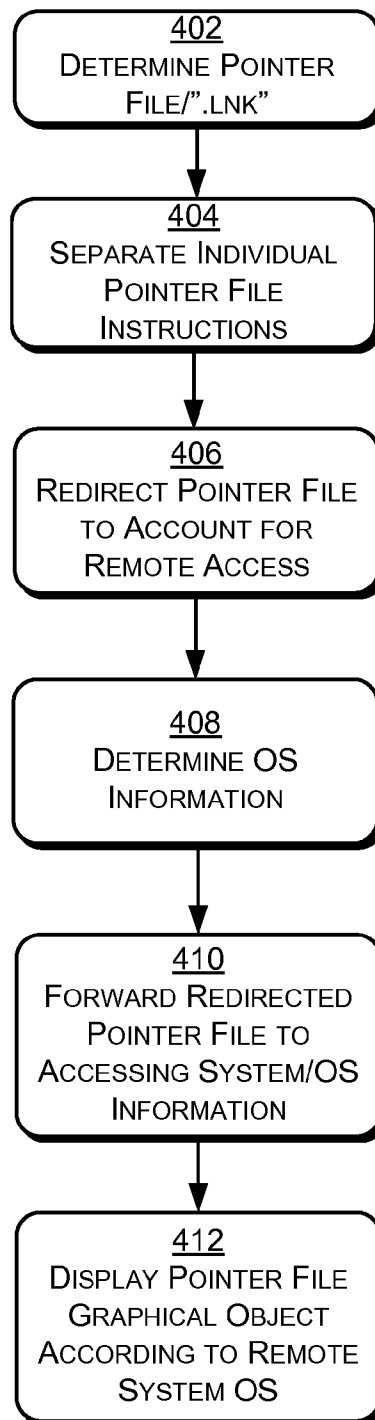 402
DETERMINE POINTER
FILE/".LNK"
404
SEPARATE INDIVIDUAL
POINTER FILE
INSTRUCTIONS
406
REDIRECT POINTER FILE
TO ACCOUNT FOR
REMOTE ACCESS
408
DETERMINE OS
INFORMATION
410
FORWARD REDIRECTED
POINTER FILE TO
ACCESSING SYSTEM/OS
INFORMATION
412
DISPLAY POINTER FILE
GRAPHICAL OBJECT
ACCORDING TO REMOTE
SYSTEM OS